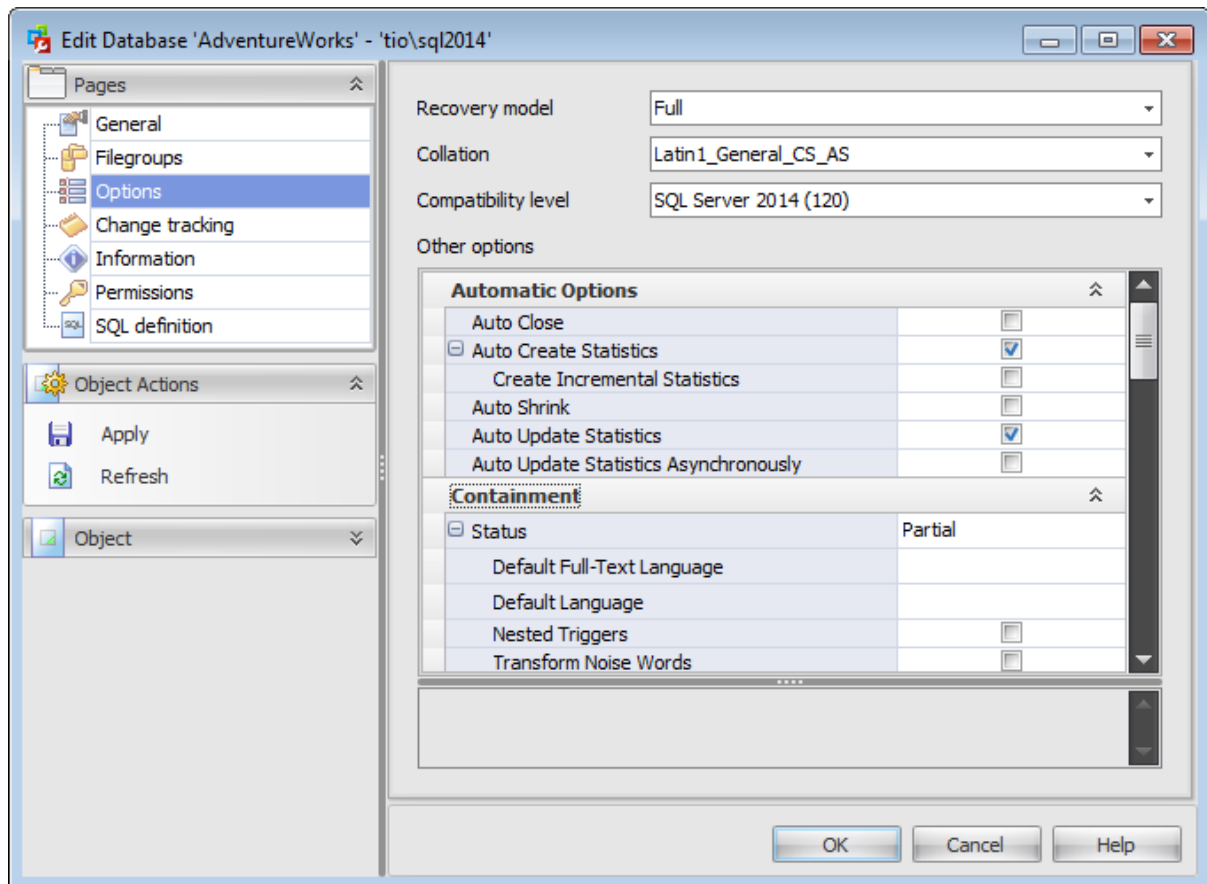 Edit Database 'AdventureWorks' - 'tio\sql2014'
Pages
General
Filegroups
Options
Change tracking
Information
Permissions
SQL definition
Object Actions
Apply
Refresh
Object
Recovery model Full
Collation Latin1_General_CS_AS
Compatibility level SQL Server 2014 (120)
Other options
Automatic Options
Auto Close
Auto Create Statistics
Create Incremental Statistics
Auto Shrink
Auto Update Statistics
Auto Update Statistics Asynchronously
Containment
Status Partial
Default Full-Text Language
Default Language
Nested Triggers
Transform Noise Words
OK Cancel Help